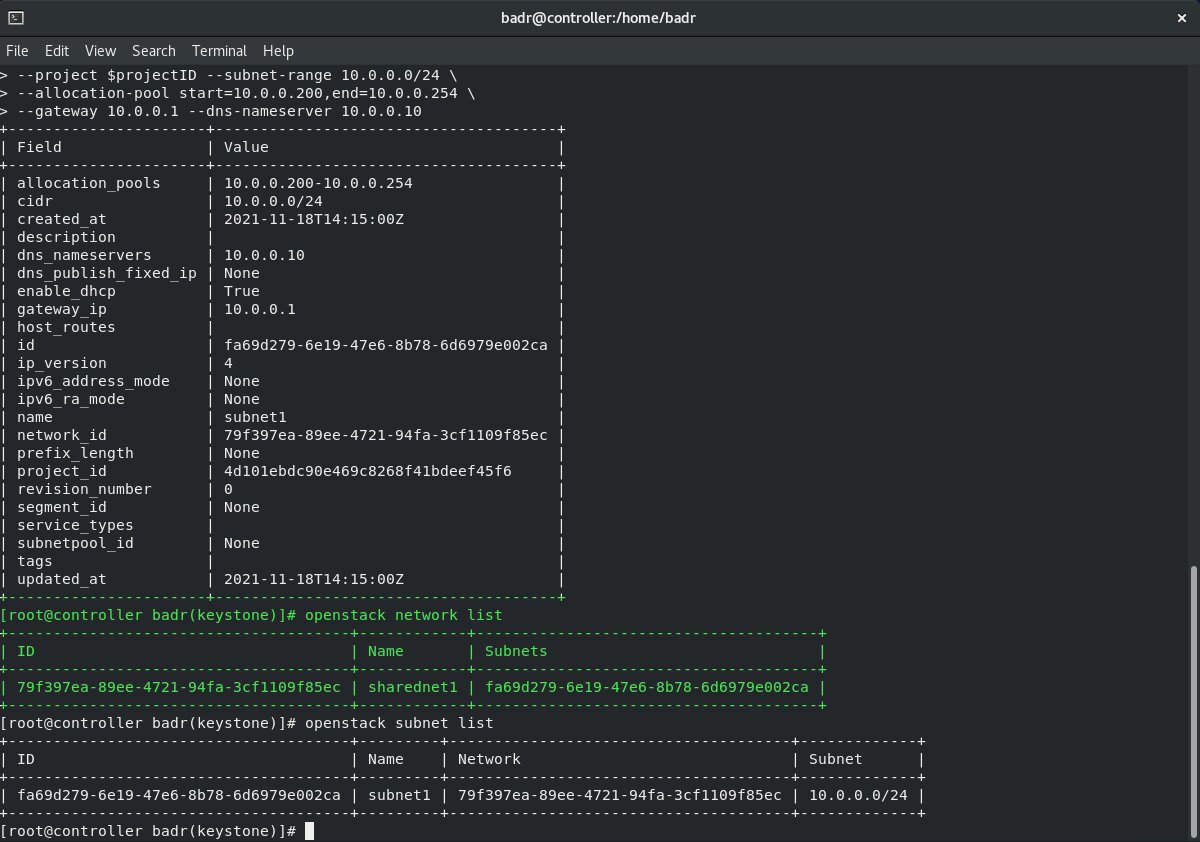 badr@controller:/home/badr
×
File Edit View Search Terminal Help
> --project $projectID --subnet-range 10.0.0.0/24 \
> --allocation-pool start=10.0.0.200,end=10.0.0.254 \
> --gateway 10.0.0.1 --dns-nameserver 10.0.0.10
+----------------------+--------------------------------------+
| Field                | Value                                |
+----------------------+--------------------------------------+
| allocation_pools     | 10.0.0.200-10.0.0.254                |
| cidr                 | 10.0.0.0/24                          |
| created_at           | 2021-11-18T14:15:00Z                 |
| description          |                                      |
| dns_nameservers      | 10.0.0.10                            |
| dns_publish_fixed_ip | None                                 |
| enable_dhcp          | True                                 |
| gateway_ip           | 10.0.0.1                             |
| host_routes          |                                      |
| id                   | fa69d279-6e19-47e6-8b78-6d6979e002ca |
| ip_version           | 4                                    |
| ipv6_address_mode    | None                                 |
| ipv6_ra_mode         | None                                 |
| name                 | subnet1                              |
| network_id           | 79f397ea-89ee-4721-94fa-3cf1109f85ec |
| prefix_length        | None                                 |
| project_id           | 4d101ebdc90e469c8268f41bdeef45f6     |
| revision_number      | 0                                    |
| segment_id           | None                                 |
| service_types        |                                      |
| subnetpool_id        | None                                 |
| tags                 |                                      |
| updated_at           | 2021-11-18T14:15:00Z                 |
+----------------------+--------------------------------------+
[root@controller badr(keystone)]# openstack network list
+--------------------------------------+------------+--------------------------------------+
| ID                                   | Name       | Subnets                              |
+--------------------------------------+------------+--------------------------------------+
| 79f397ea-89ee-4721-94fa-3cf1109f85ec | sharednet1 | fa69d279-6e19-47e6-8b78-6d6979e002ca |
+--------------------------------------+------------+--------------------------------------+
[root@controller badr(keystone)]# openstack subnet list
+--------------------------------------+---------+--------------------------------------+-------------+
| ID                                   | Name    | Network                              | Subnet      |
+--------------------------------------+---------+--------------------------------------+-------------+
| fa69d279-6e19-47e6-8b78-6d6979e002ca | subnet1 | 79f397ea-89ee-4721-94fa-3cf1109f85ec | 10.0.0.0/24 |
+--------------------------------------+---------+--------------------------------------+-------------+
[root@controller badr(keystone)]#